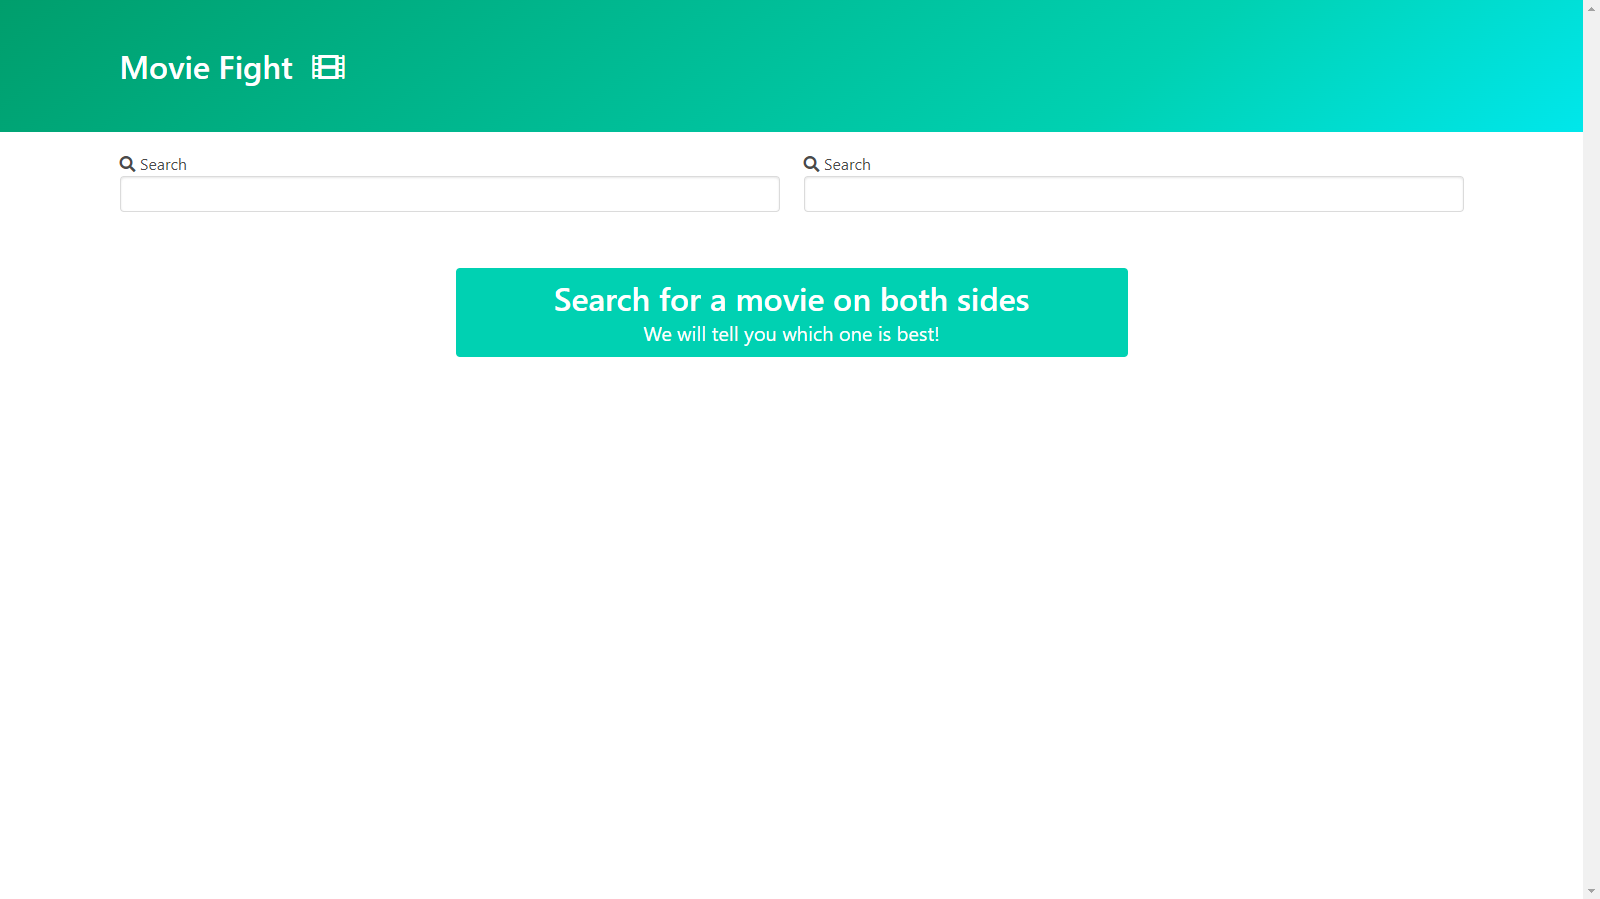 Movie Fight
Search
Search
Search for a movie on both sides
We will tell you which one is best!